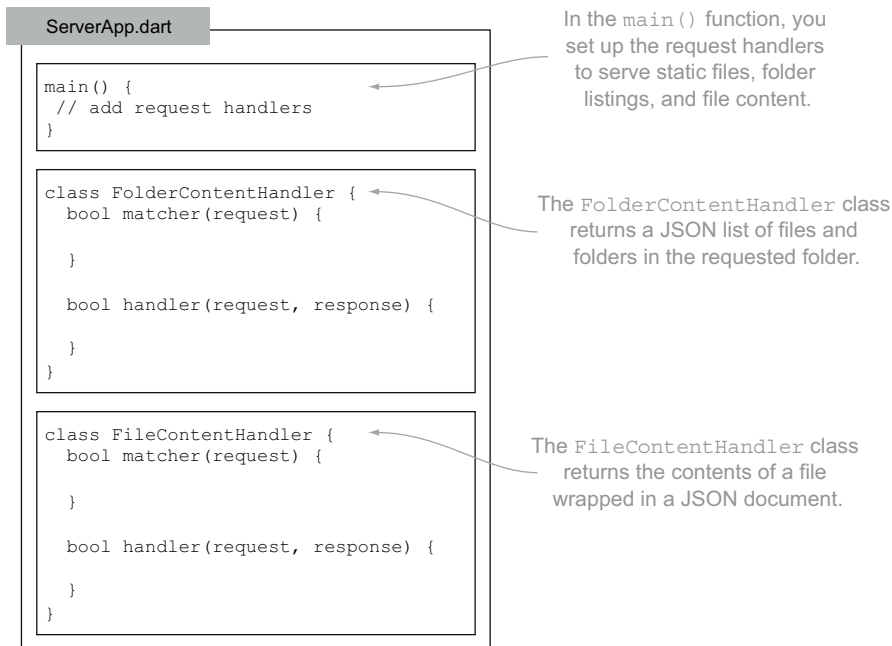 ServerApp.dart
main() {
 // add request handlers
}
In the main() function, you
set up the request handlers
to serve static files, folder
listings, and file content.
class FolderContentHandler {
  bool matcher(request) {
  }
  bool handler(request, response) {
  }
}
The FolderContentHandler class
returns a JSON list of files and
folders in the requested folder.
class FileContentHandler {
  bool matcher(request) {
  }
  bool handler(request, response) {
  }
}
The FileContentHandler class
returns the contents of a file
wrapped in a JSON document.